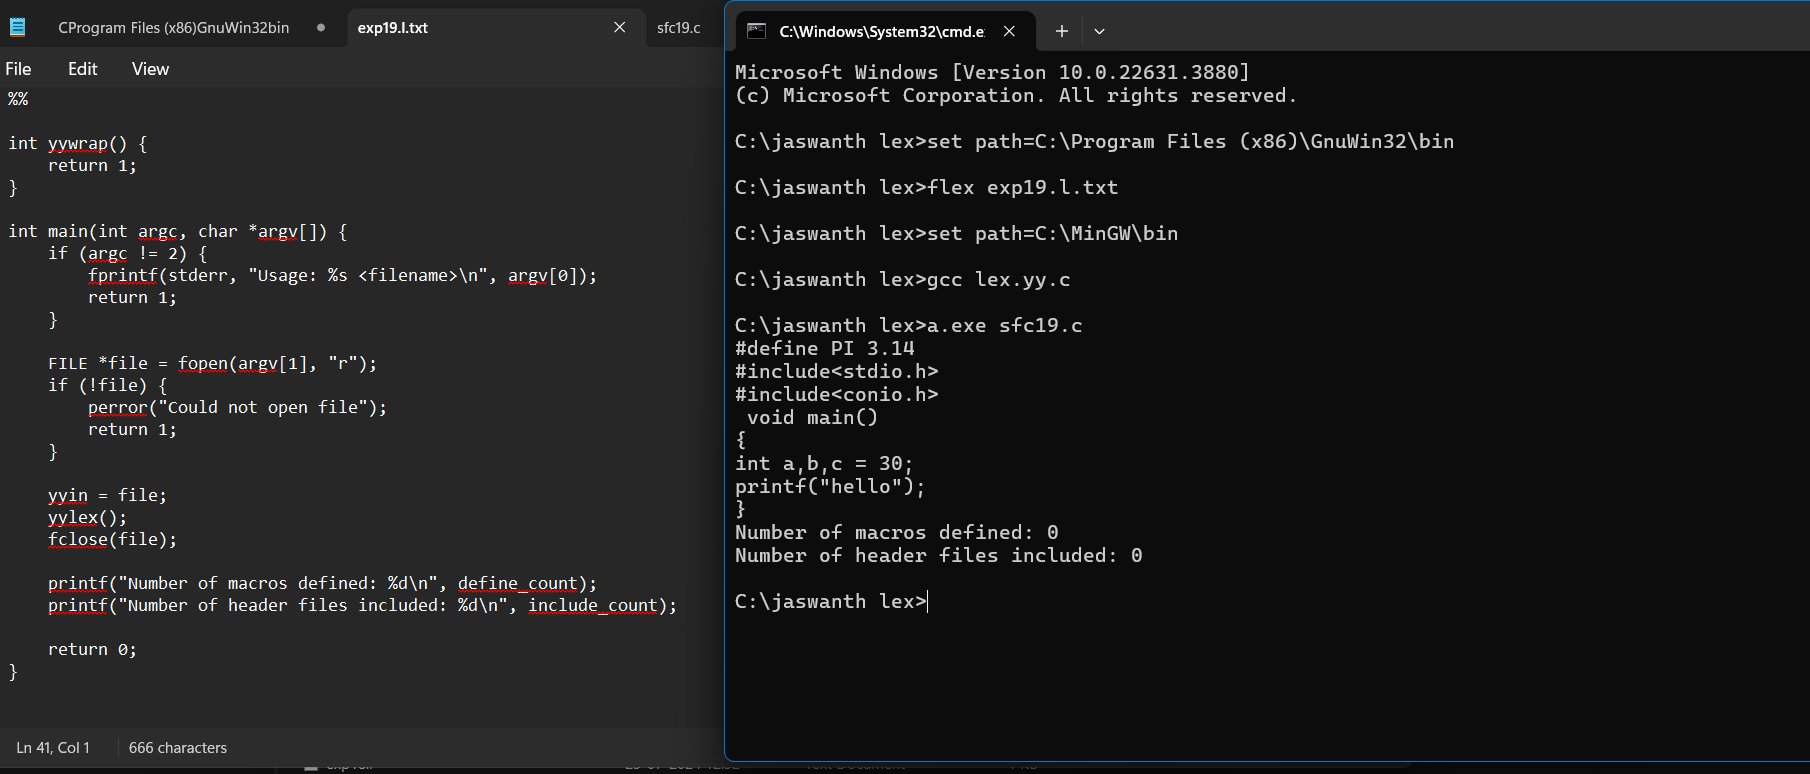 CProgram Files (x86)GnuWin32bin
exp19.l.txt
sfc19.c
File Edit View
%%
int yywrap() {
    return 1;
}
int main(int argc, char *argv[]) {
    if (argc != 2) {
        fprintf(stderr, "Usage: %s <filename>\n", argv[0]);
        return 1;
    }
    FILE *file = fopen(argv[1], "r");
    if (!file) {
        perror("Could not open file");
        return 1;
    }
    yyin = file;
    yylex();
    fclose(file);
    printf("Number of macros defined: %d\n", define_count);
    printf("Number of header files included: %d\n", include_count);
    return 0;
}
Ln 41, Col 1 666 characters
C:\Windows\System32\cmd.e
Microsoft Windows [Version 10.0.22631.3880]
(c) Microsoft Corporation. All rights reserved.
C:\jaswanth lex>set path=C:\Program Files (x86)\GnuWin32\bin
C:\jaswanth lex>flex exp19.l.txt
C:\jaswanth lex>set path=C:\MinGW\bin
C:\jaswanth lex>gcc lex.yy.c
C:\jaswanth lex>a.exe sfc19.c
#define PI 3.14
#include<stdio.h>
#include<conio.h>
 void main()
{
int a,b,c = 30;
printf("hello");
}
Number of macros defined: 0
Number of header files included: 0
C:\jaswanth lex>